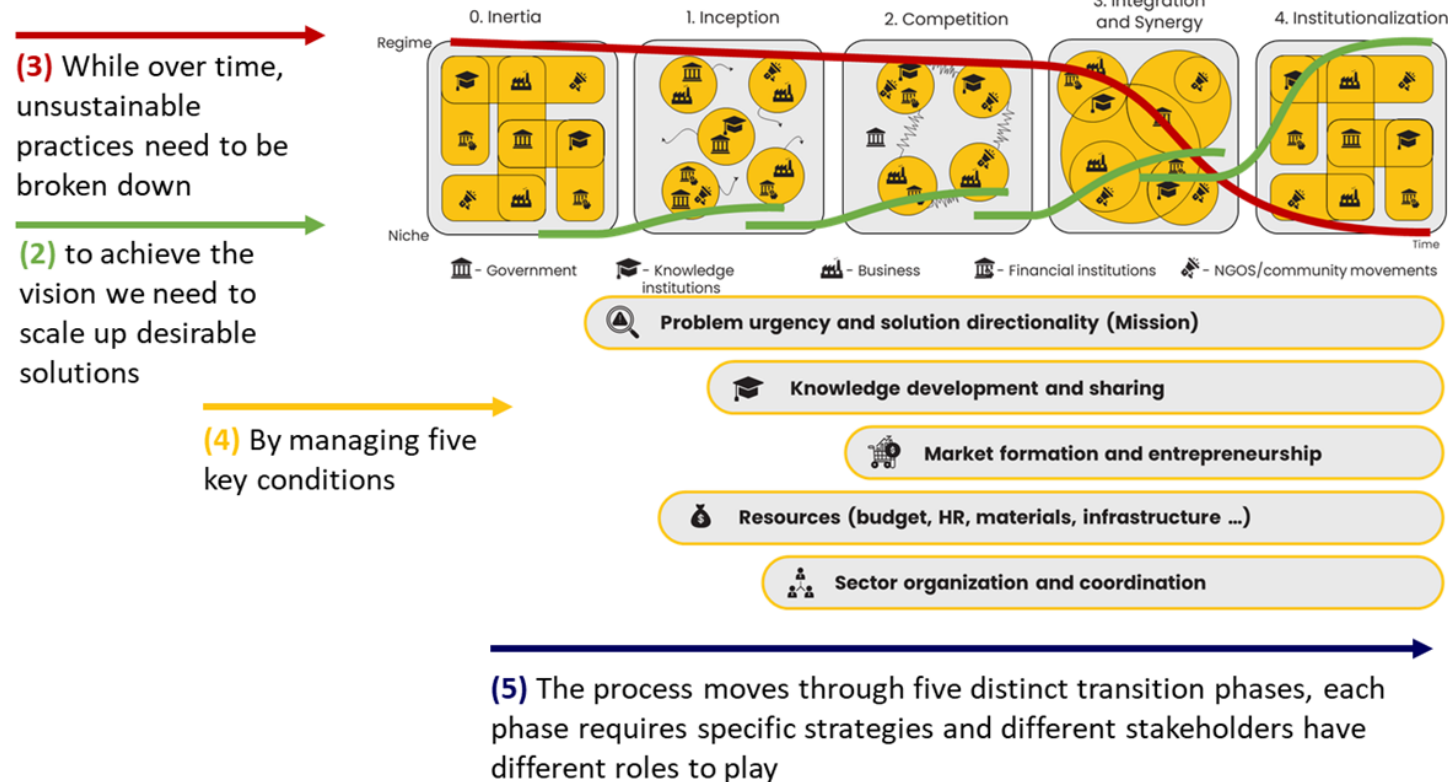 0. Inertia
1. Inception
2. Competition
3. Integration
and Synergy
4. Institutionalization
Regime
Niche
Time
(3) While over time,
unsustainable
practices need to be
broken down
(2) to achieve the
vision we need to
scale up desirable
solutions
- Government
- Knowledge
institutions
- Business
- Financial institutions
- NGOS/community movements
Problem urgency and solution directionality (Mission)
Knowledge development and sharing
(4) By managing five
key conditions
Market formation and entrepreneurship
Resources (budget, HR, materials, infrastructure ...)
Sector organization and coordination
(5) The process moves through five distinct transition phases, each
phase requires specific strategies and different stakeholders have
different roles to play